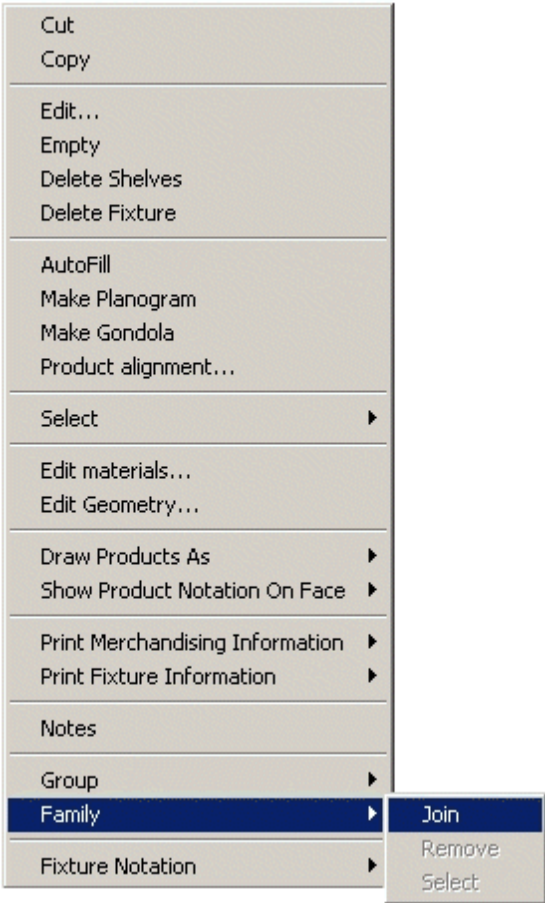 Cut
Copy
Edit...
Empty
Delete Shelves
Delete Fixture
AutoFill
Make Planogram
Make Gondola
Product alignment...
Select
Edit materials...
Edit Geometry...
Draw Products As
Show Product Notation On Face
Print Merchandising Information
Print Fixture Information
Notes
Group
Family
Join
Remove
Select
Fixture Notation